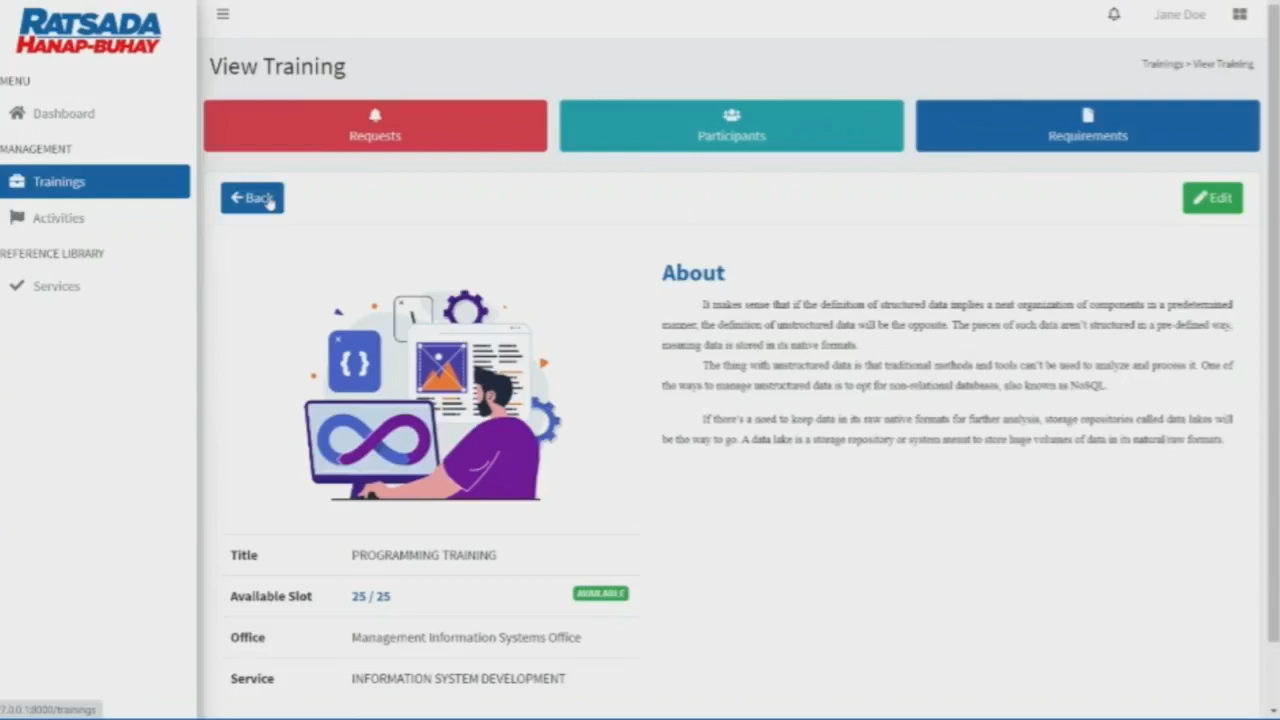 RATSADA
HANAP-BUHAY
MENU
Dashboard
MANAGEMENT
Trainings
Activities
REFERENCE LIBRARY
Services
Jane Doe
View Training
Trainings > View Training
Requests
Participants
Requirements
Back
Edit
About
It makes sense that if the definition of structured data implies a neat organization of components in a predetermined
manner, the definition of unstructured data will be the opposite. The pieces of such data aren't structured in a pre-defined way,
meaning data is stored in its native formats.
The thing with unstructured data is that traditional methods and tools can't be used to analyze and process it. One of
the ways to manage unstructured data is to opt for non-relational databases, also known as NoSQL.
If there's a need to keep data in its raw native formats for further analysis, storage repositories called data lakes will
be the way to go. A data lake is a storage repository or system meant to store huge volumes of data in its natural/raw formats.
Title PROGRAMMING TRAINING
Available Slot 25 / 25 AVAILABLE
Office Management Information Systems Office
Service INFORMATION SYSTEM DEVELOPMENT
7.0.0.1:8000/trainings